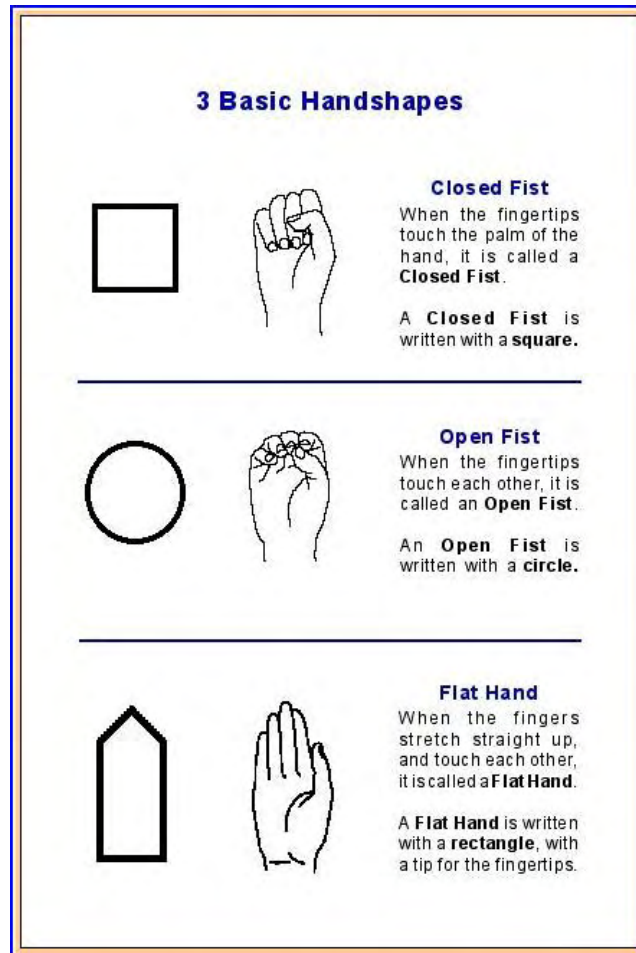 3 Basic Handshapes
Closed Fist
When the fingertips
touch the palm of the
hand, it is called a
Closed Fist.
A Closed Fist is
written with a square.
Open Fist
When the fingertips
touch each other, it is
called an Open Fist.
An Open Fist is
written with a circle.
Flat Hand
When the fingers
stretch straight up,
and touch each other,
it is called a Flat Hand.
A Flat Hand is written
with a rectangle, with
a tip for the fingertips.